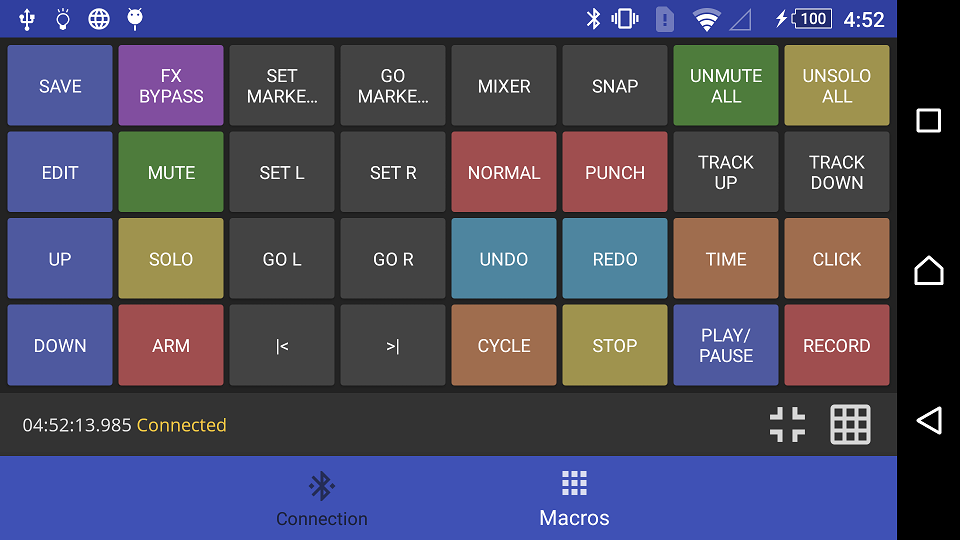 100 4:52
SAVE
FX
BYPASS
SET
MARKE...
GO
MARKE...
MIXER
SNAP
UNMUTE
ALL
UNSOLO
ALL
EDIT
MUTE
SET L
SET R
NORMAL
PUNCH
TRACK
UP
TRACK
DOWN
UP
SOLO
GO L
GO R
UNDO
REDO
TIME
CLICK
DOWN
ARM
|<
>|
CYCLE
STOP
PLAY/
PAUSE
RECORD
04:52:13.985 Connected
Connection
Macros